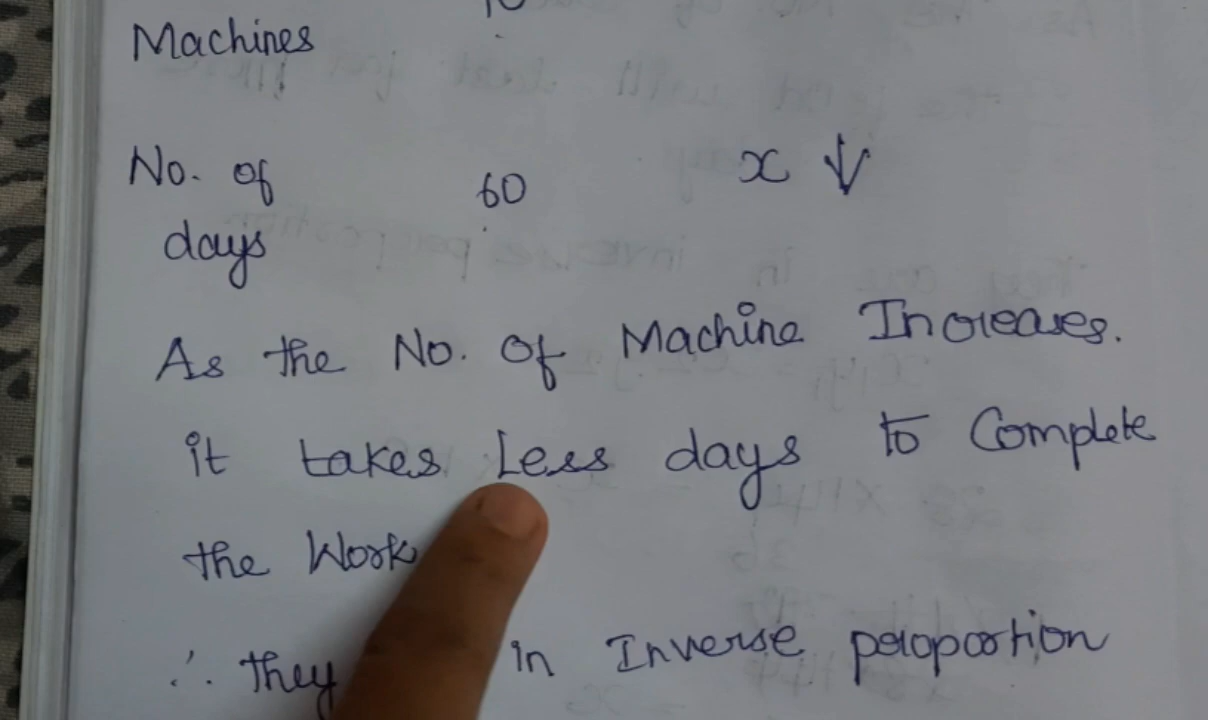 Machines
No. of 60 x ↓
days
As the No. of Machine Increases.
it takes Less days to Complete
the Work
∴ they in Inverse peroportion